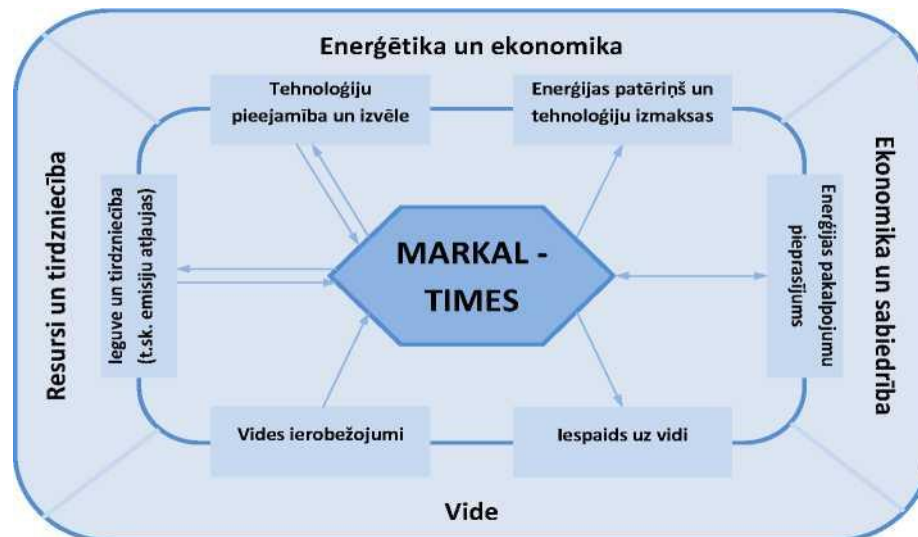 Enerģētika un ekonomika
Tehnoloģiju
pieejamība un izvēle
Enerģijas patēriņš un
tehnoloģiju izmaksas
Resursi un tirdzniecība
Ieguve un tirdzniecība
(t.sk. emisiju atļaujas)
MARKAL -
TIMES
Enerģijas pakalpojumu
pieprasījums
Ekonomika un sabiedrība
Vides ierobežojumi
Iespaids uz vidi
Vide